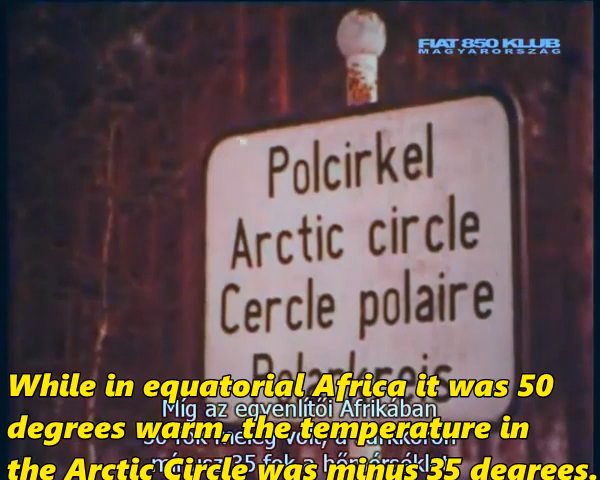 FIAT 850 KLUB
MAGYARORSZÁG
Polcirkel
Arctic circle
Cercle polaire
Polarkreis
While in equatorial Africa it was 50
degrees warm, the temperature in
the Arctic Circle was minus 35 degrees.
Míg az egyenlítői Afrikában